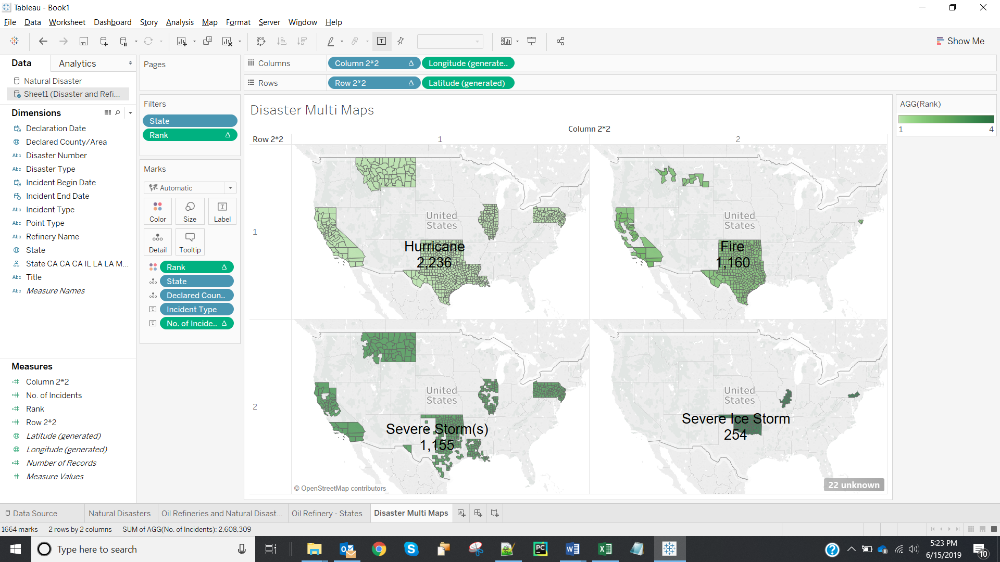 Tableau - Book1
File Data Worksheet Dashboard Story Analysis Map Format Server Window Help
Show Me
Data Analytics
Natural Disaster
Sheet1 (Disaster and Refi...
Dimensions
Declaration Date
Declared County/Area
Abc Disaster Number
Abc Disaster Type
Incident Begin Date
Incident End Date
Abc Incident Type
Abc Point Type
Abc Refinery Name
State
State CA CA CA IL LA LA M...
Abc Title
Abc Measure Names
Measures
Column 2*2
No. of Incidents
Rank
Row 2*2
Latitude (generated)
Longitude (generated)
Number of Records
Measure Values
Pages
Filters
State
Rank
Marks
Automatic
Color Size Label
Detail Tooltip
Rank
State
Declared Coun..
Incident Type
No. of Incide..
Columns Column 2*2 Longitude (generate..
Rows Row 2*2 Latitude (generated)
Disaster Multi Maps
Column 2*2
Row 2*2 1 2
1
United
States
Hurricane
2,236
United
States
Fire
1,160
2
United
States
Severe Storm(s)
1,155
United
States
Severe Ice Storm
254
© OpenStreetMap contributors
22 unknown
AGG(Rank)
1 4
Data Source Natural Disasters Oil Refineries and Natural Disast... Oil Refinery - States Disaster Multi Maps
1664 marks 2 rows by 2 columns SUM of AGG(No. of Incidents): 2,608,309
Type here to search
PC
5:23 PM
6/15/2019
10